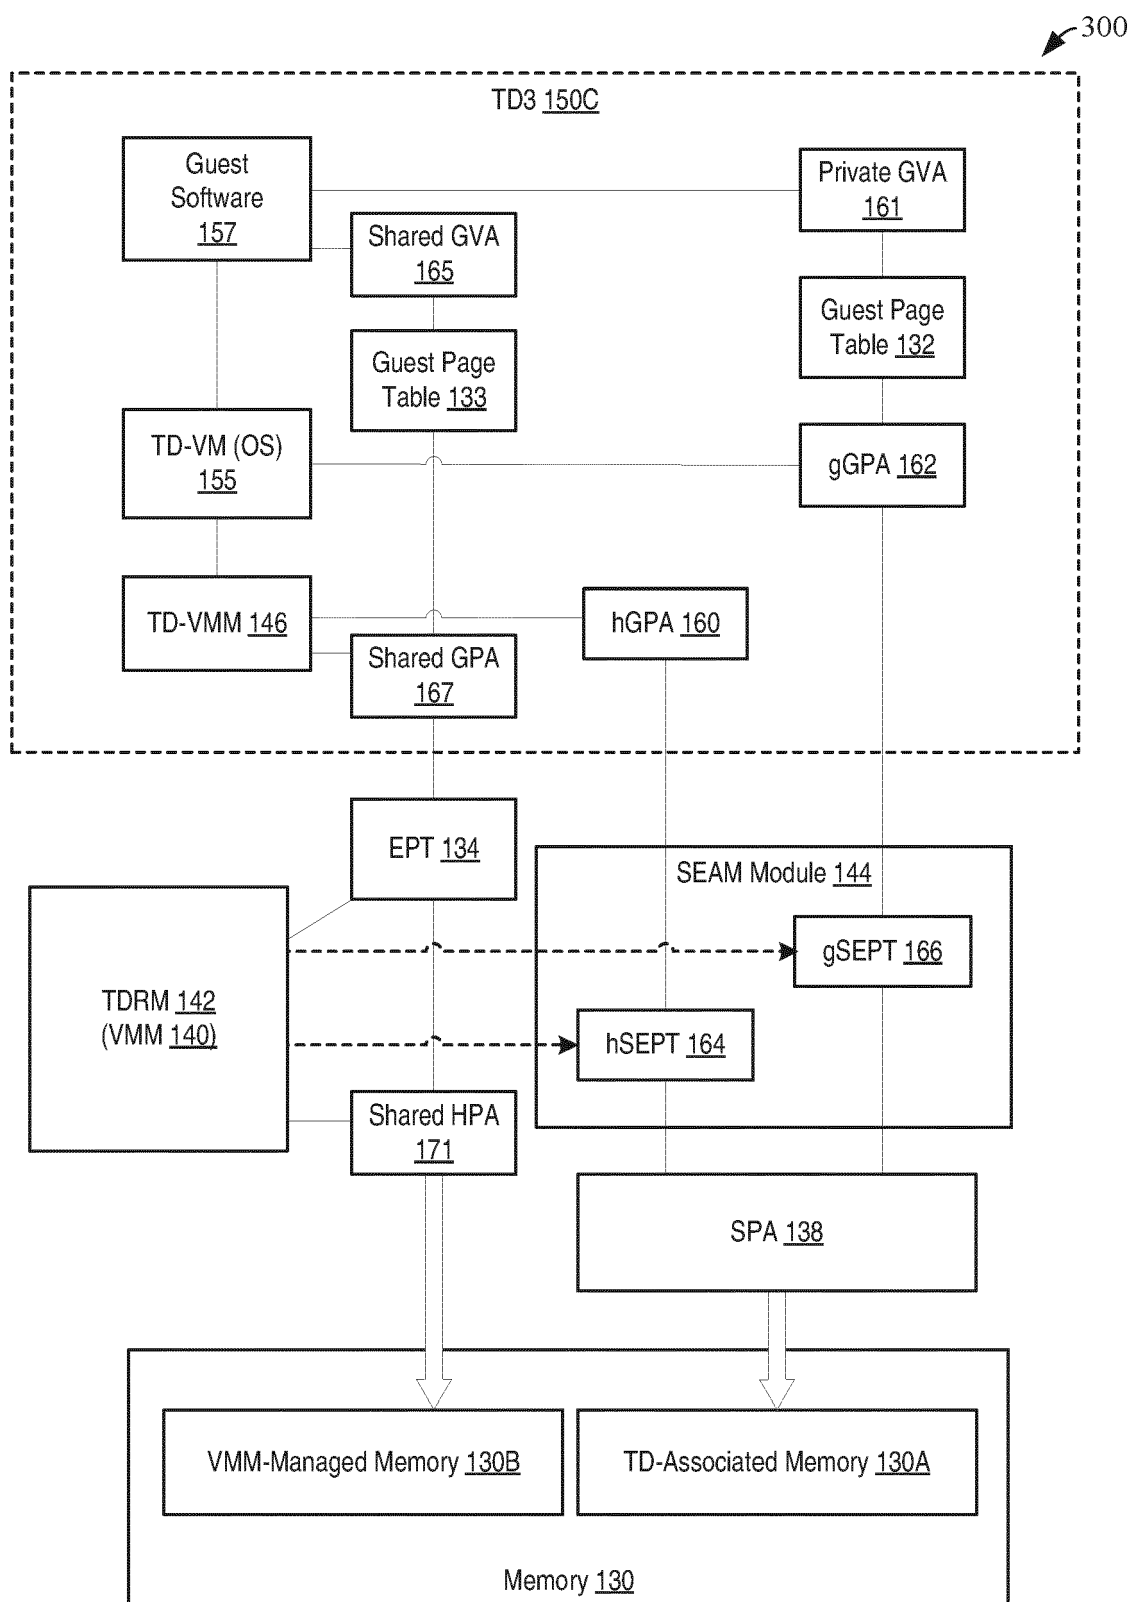 300
TD3 150C
Guest
Software
157
Private GVA
161
Shared GVA
165
Guest Page
Table 132
Guest Page
Table 133
TD-VM (OS)
155
gGPA 162
TD-VMM 146
hGPA 160
Shared GPA
167
EPT 134
SEAM Module 144
gSEPT 166
TDRM 142
(VMM 140)
hSEPT 164
Shared HPA
171
SPA 138
VMM-Managed Memory 130B
TD-Associated Memory 130A
Memory 130